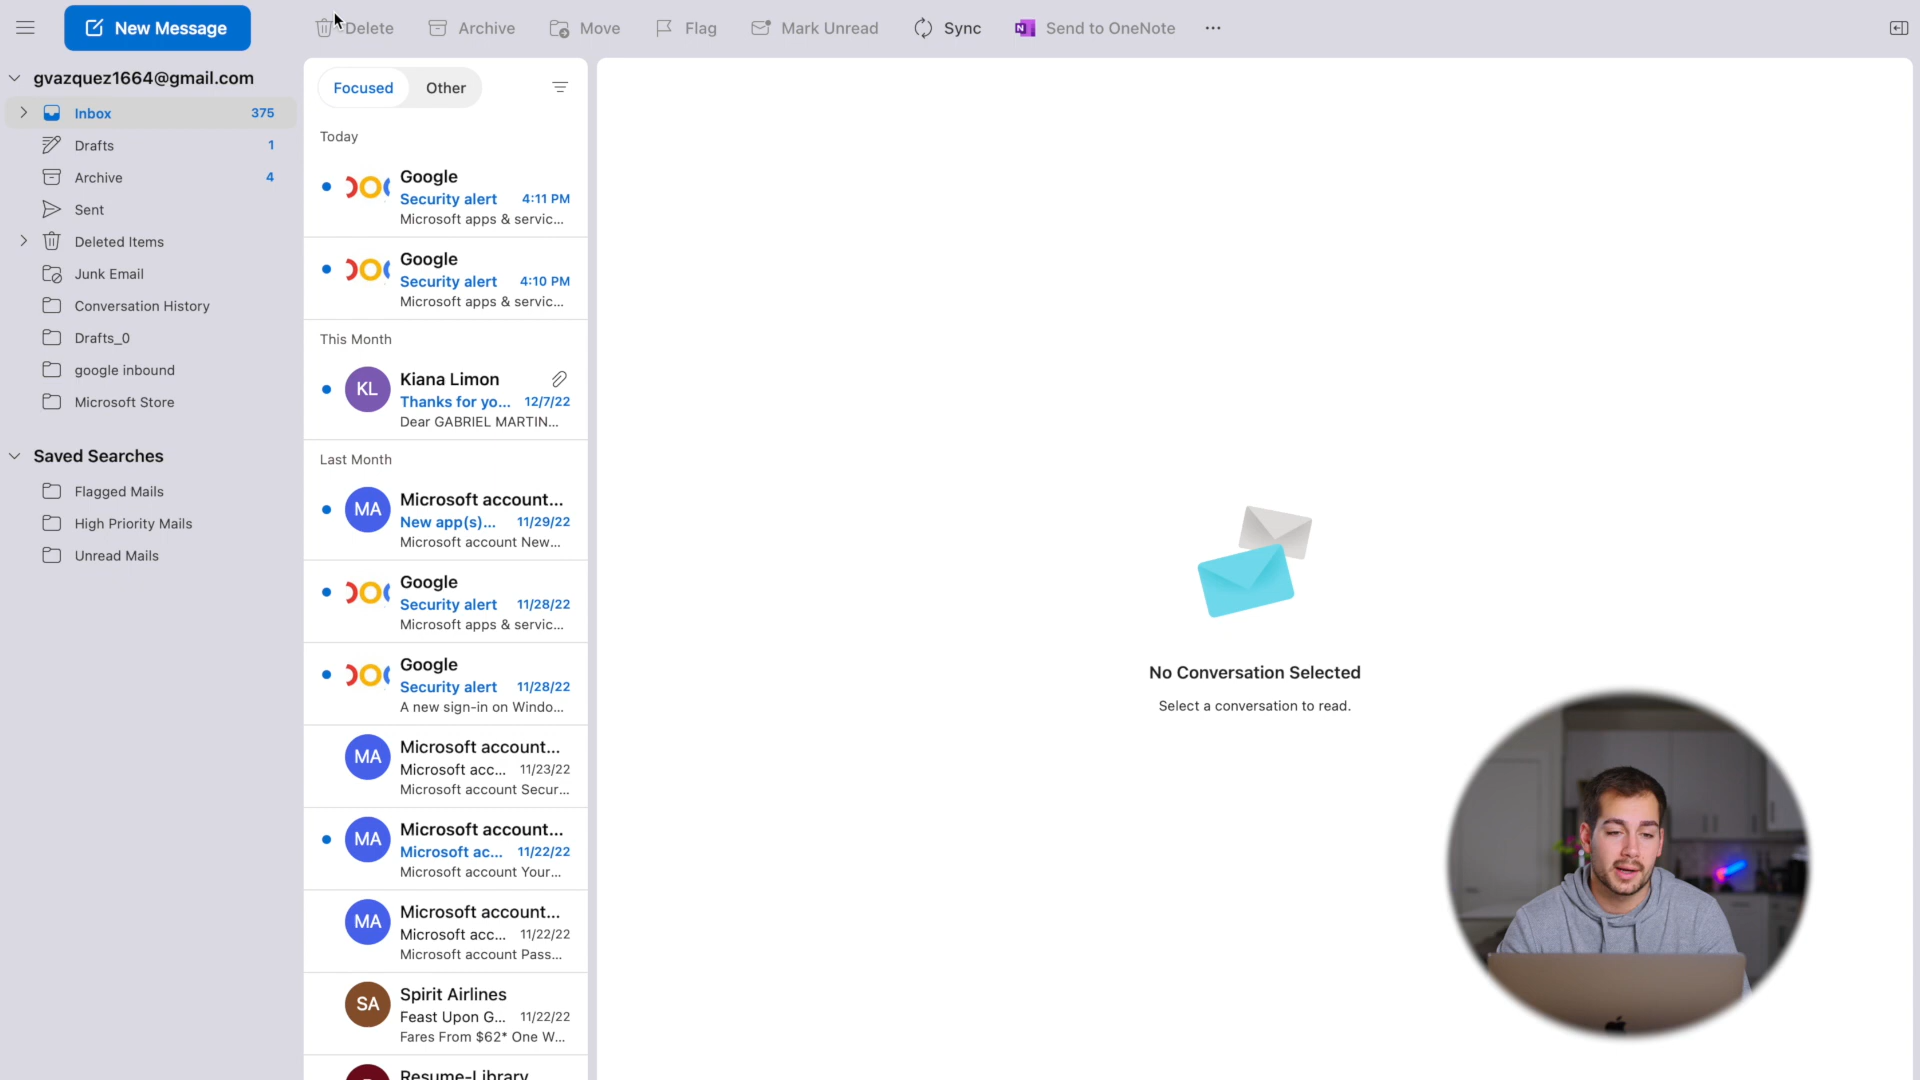 New Message
Delete
Archive
Move
Flag
Mark Unread
Sync
Send to OneNote
gvazquez1664@gmail.com
Inbox 375
Drafts 1
Archive 4
Sent
Deleted Items
Junk Email
Conversation History
Drafts_0
google inbound
Microsoft Store
Saved Searches
Flagged Mails
High Priority Mails
Unread Mails
Focused Other
Today
Google
Security alert 4:11 PM
Microsoft apps & servic...
Google
Security alert 4:10 PM
Microsoft apps & servic...
This Month
KL
Kiana Limon
Thanks for yo... 12/7/22
Dear GABRIEL MARTIN...
Last Month
MA
Microsoft account...
New app(s)... 11/29/22
Microsoft account New...
Google
Security alert 11/28/22
Microsoft apps & servic...
Google
Security alert 11/28/22
A new sign-in on Windo...
MA
Microsoft account...
Microsoft acc... 11/23/22
Microsoft account Secur...
MA
Microsoft account...
Microsoft ac... 11/22/22
Microsoft account Your...
MA
Microsoft account...
Microsoft acc... 11/22/22
Microsoft account Pass...
SA
Spirit Airlines
Feast Upon G... 11/22/22
Fares From $62* One W...
Resume-Library
No Conversation Selected
Select a conversation to read.